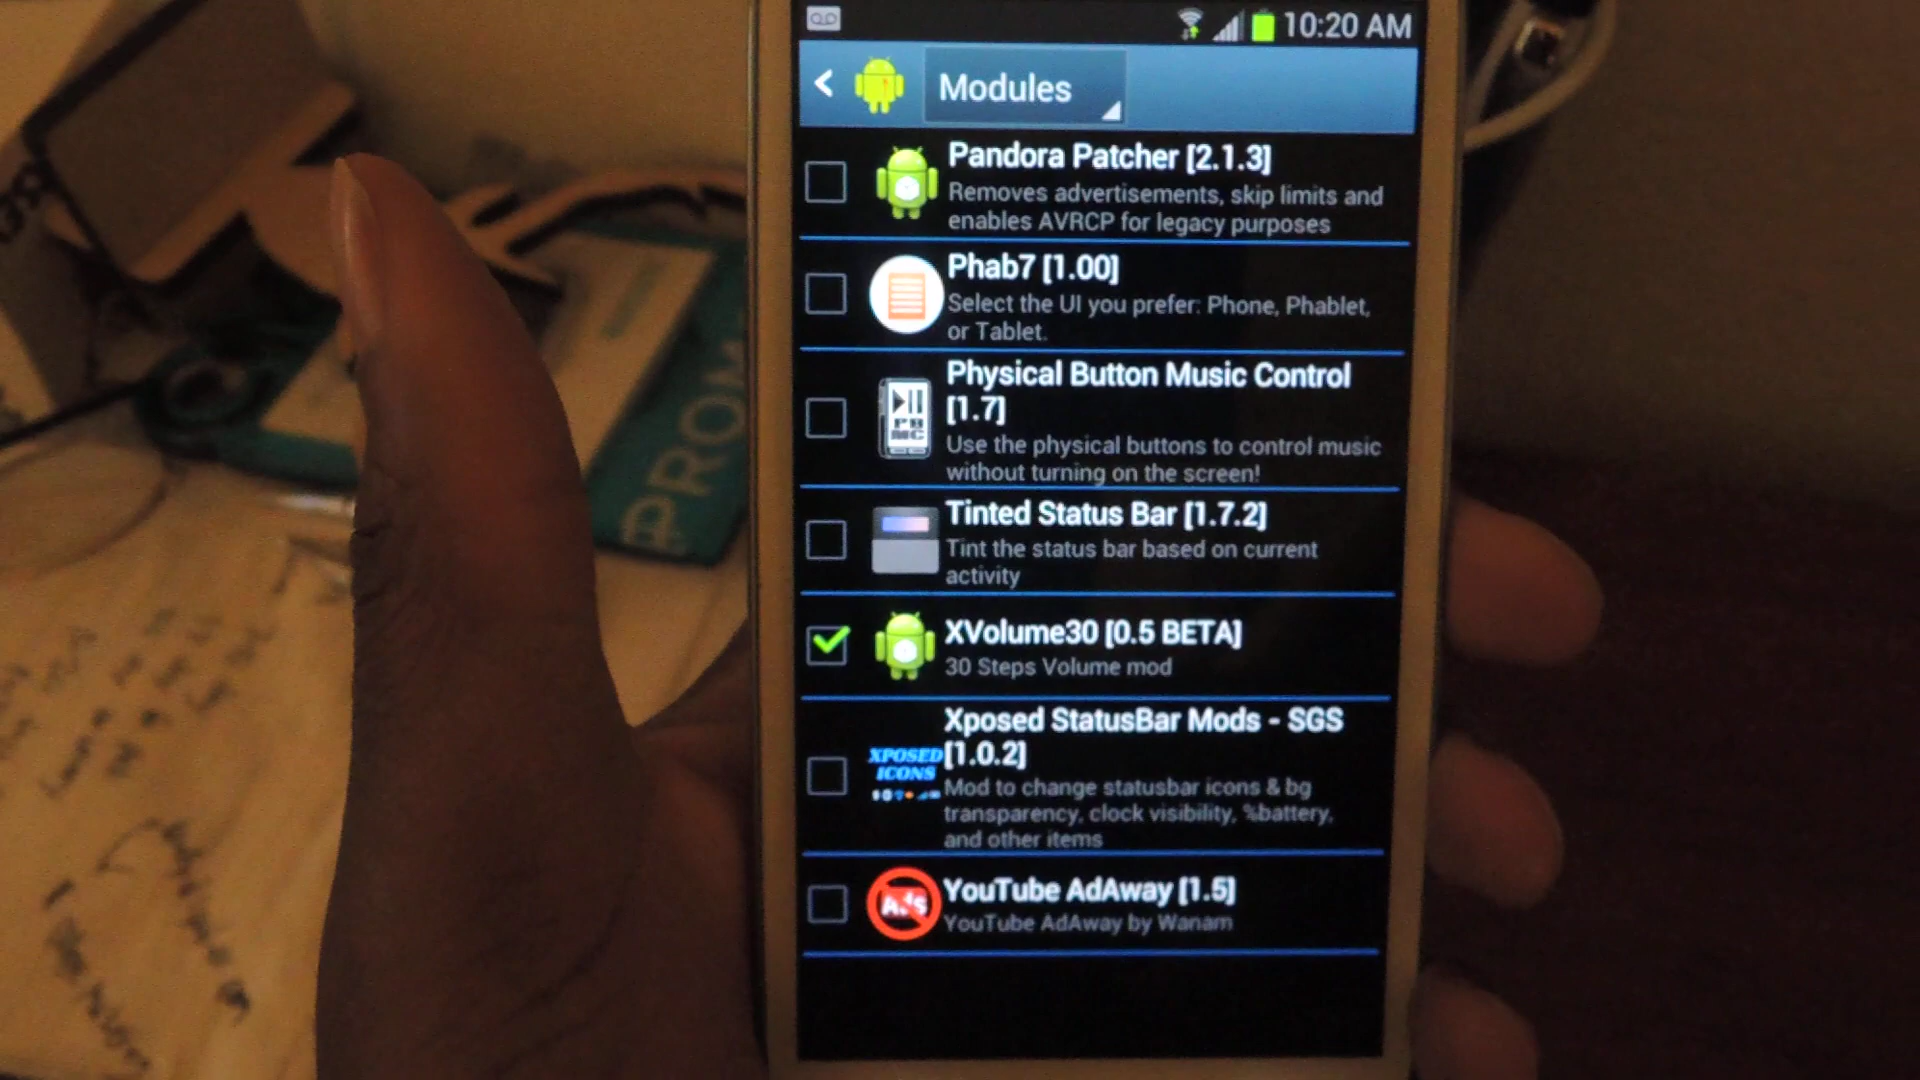 10:20 AM
Modules
Pandora Patcher [2.1.3]
Removes advertisements, skip limits and
enables AVRCP for legacy purposes
Phab7 [1.00]
Select the UI you prefer: Phone, Phablet,
or Tablet.
Physical Button Music Control
[1.7]
PB
MC
Use the physical buttons to control music
without turning on the screen!
Tinted Status Bar [1.7.2]
Tint the status bar based on current
activity
XVolume30 [0.5 BETA]
30 Steps Volume mod
Xposed StatusBar Mods - SGS
[1.0.2]
XPOSED
ICONS
Mod to change statusbar icons & bg
transparency, clock visibility, %battery,
and other items
YouTube AdAway [1.5]
Ads
YouTube AdAway by Wanam
PROM